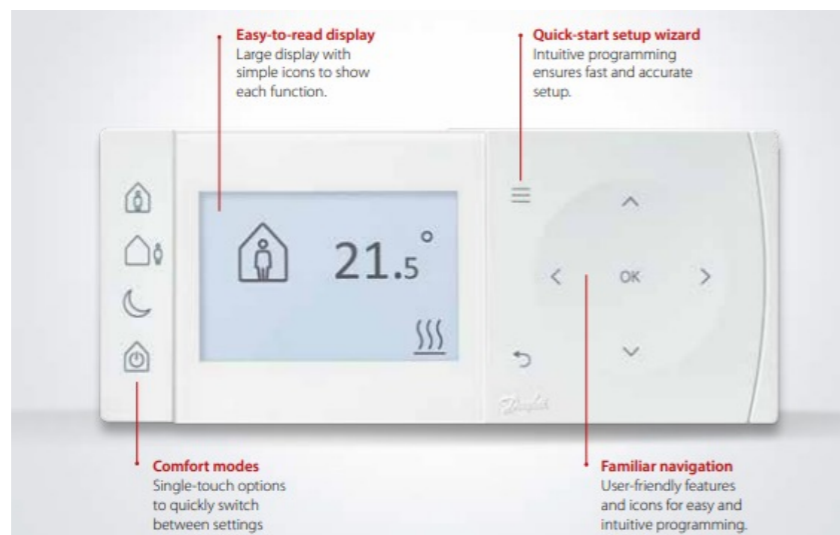 Easy-to-read display
Large display with
simple icons to show
each function.
Quick-start setup wizard
Intuitive programming
ensures fast and accurate
setup.
21.5°
OK
Danfoss
Comfort modes
Single-touch options
to quickly switch
between settings
Familiar navigation
User-friendly features
and icons for easy and
intuitive programming.